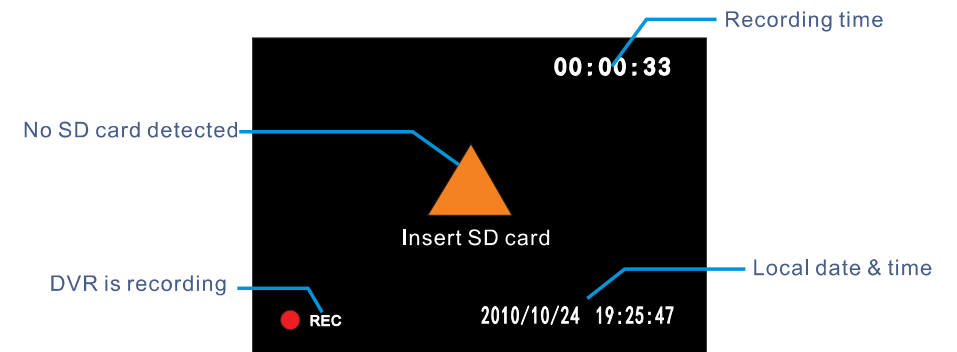 Recording time
00:00:33
No SD card detected
Insert SD card
DVR is recording
Local date & time
REC
2010/10/24 19:25:47